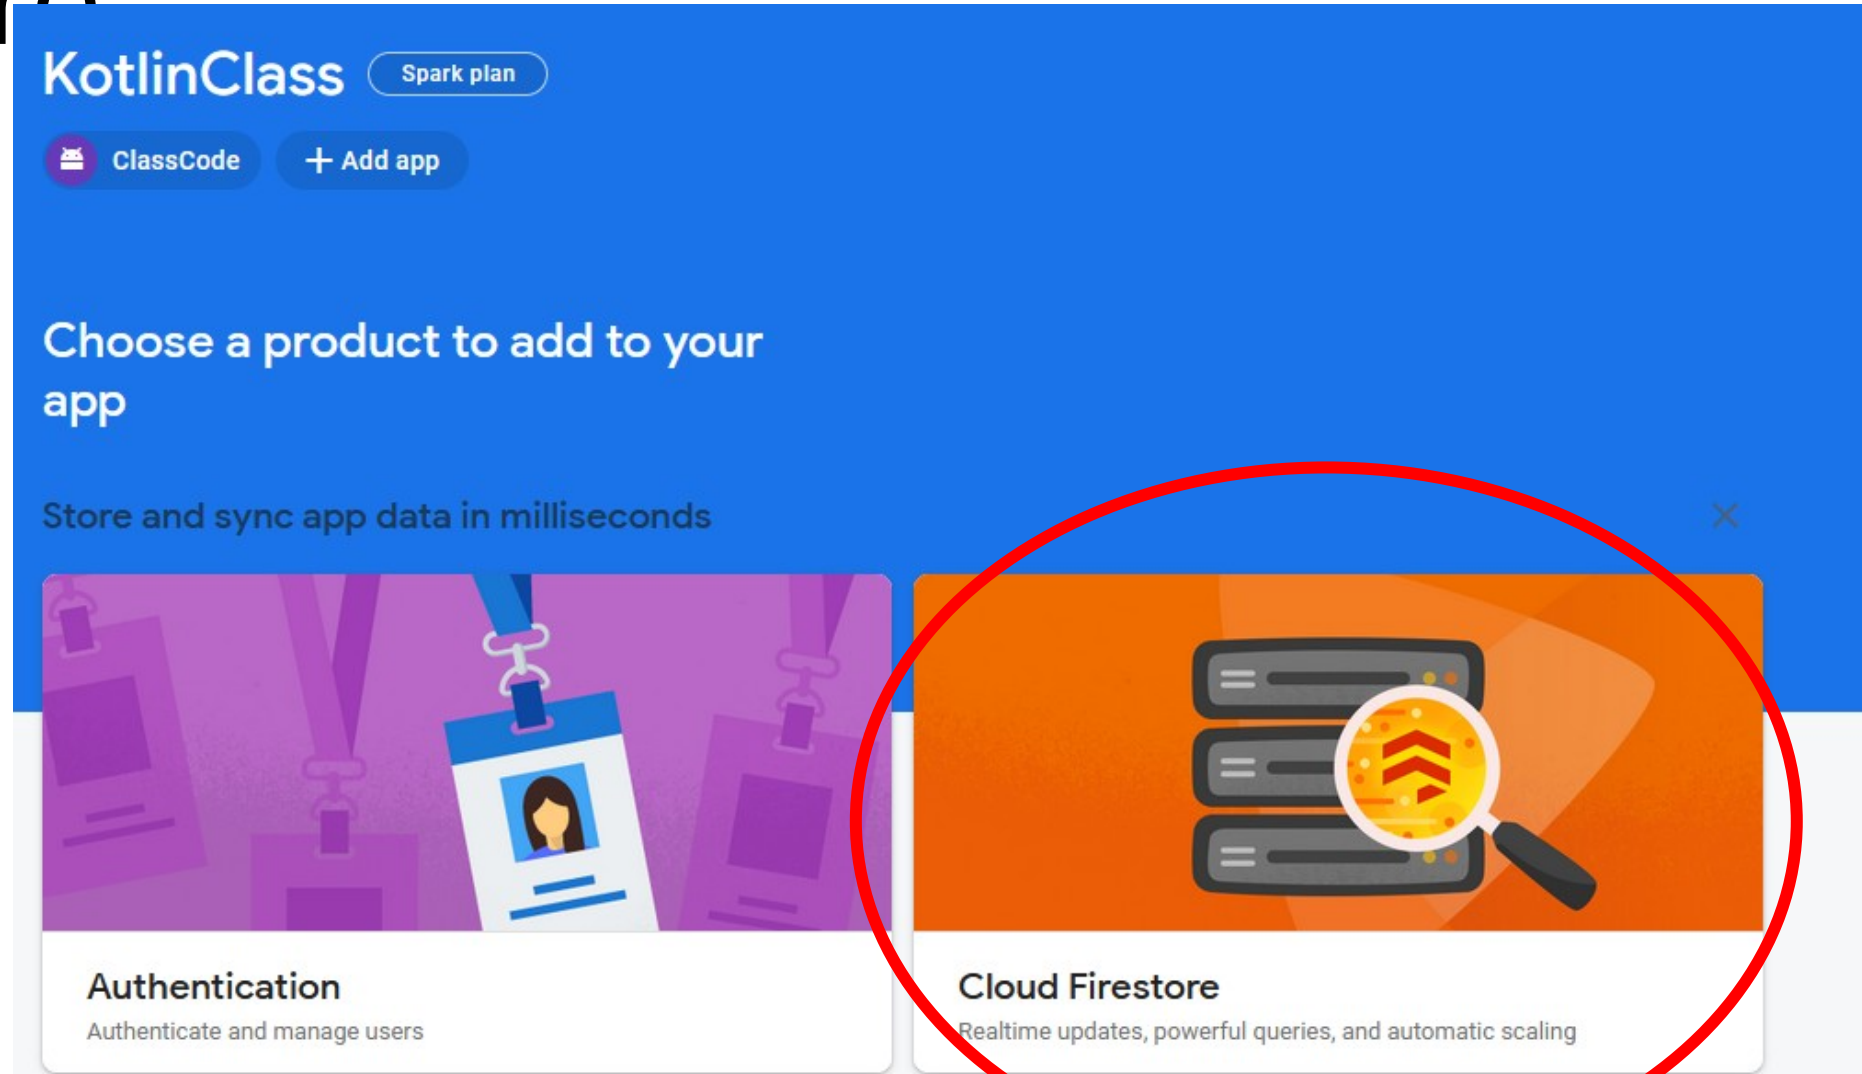 KotlinClass Spark plan
ClassCode + Add app
Choose a product to add to your
app
Store and sync app data in milliseconds
Authentication
Authenticate and manage users
Cloud Firestore
Realtime updates, powerful queries, and automatic scaling